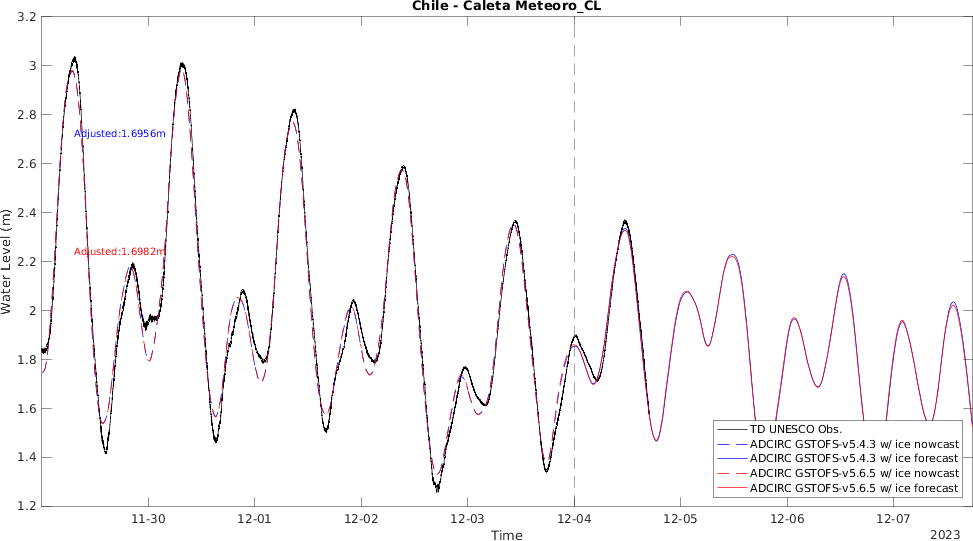 Chile - Caleta Meteoro_CL
3.2
3
2.8
2.6
2.4
2.2
2
1.8
1.6
1.4
1.2
Water Level (m)
Adjusted:1.6956m
Adjusted:1.6982m
TD UNESCO Obs.
ADCIRC GSTOFS-v5.4.3 w/ ice nowcast
ADCIRC GSTOFS-v5.4.3 w/ ice forecast
ADCIRC GSTOFS-v5.6.5 w/ ice nowcast
ADCIRC GSTOFS-v5.6.5 w/ ice forecast
11-30 12-01 12-02 12-03 12-04 12-05 12-06 12-07
Time
2023